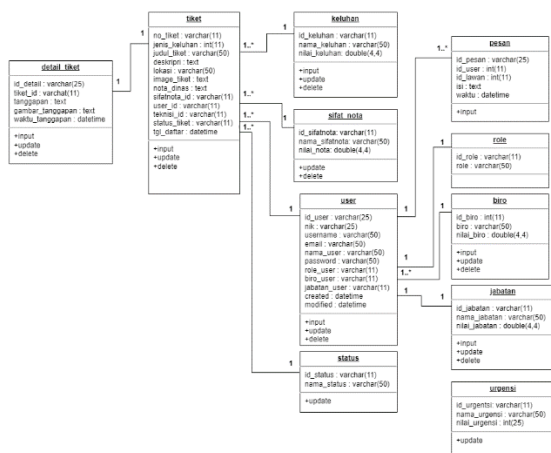 detail_tiket
id_detail : varchar(25)
tiket_id : varchat(11)
tanggapan : text
gambar_tanggapan : text
waktu_tanggapan : datetime
+input
+update
+delete
1
1
tiket
no_tiket : varchar(11)
jenis_keluhan : int(11)
judul_tiket : varchar(50)
deskripri : text
lokasi : varchar(50)
image_tiket : text
nota_dinas : text
sifatnota_id : varchar(11)
user_id : varchar(11)
teknisi_id : varchar(11)
status_tiket : varchar(11)
tgl_daftar : datetime
+input
+update
+delete
1..*
1
1..*
1
1..*
1
1..*
1
keluhan
id_keluhan : varchar(11)
nama_keluhan : varchar(50)
nilai_keluhan : double(4,4)
+input
+update
+delete
sifat_nota
id_sifatnota : varchar(11)
nama_sifatnota : varchar(50)
nilai_nota : double(4,4)
+update
+delete
user
id_user : varchar(25)
nik : varchar(25)
username : varchar(50)
email : varchar(50)
nama_user : varchar(50)
password : varchar(50)
role_user : varchar(11)
biro_user : varchar(11)
jabatan_user : varchar(11)
created : datetime
modified : datetime
+input
+update
+delete
status
id_status : varchar(11)
nama_status : varchar(50)
+update
1
1..*
1
1
1..*
1
1
1
pesan
id_pesan : varchar(25)
id_user : int(11)
id_lawan : int(11)
isi : text
waktu : datetime
+input
role
id_role : varchar(11)
role : varchar(50)
biro
id_biro : int(11)
biro : varchar(50)
nilai_biro : double(4,4)
+input
+update
+delete
jabatan
id_jabatan : varchar(11)
nama_jabatan : varchar(50)
nilai_jabatan : double(4,4)
+input
+update
+delete
urgensi
id_urgentsi : varchar(11)
nama_urgensi : varchar(50)
nilai_urgensi : int(25)
+update